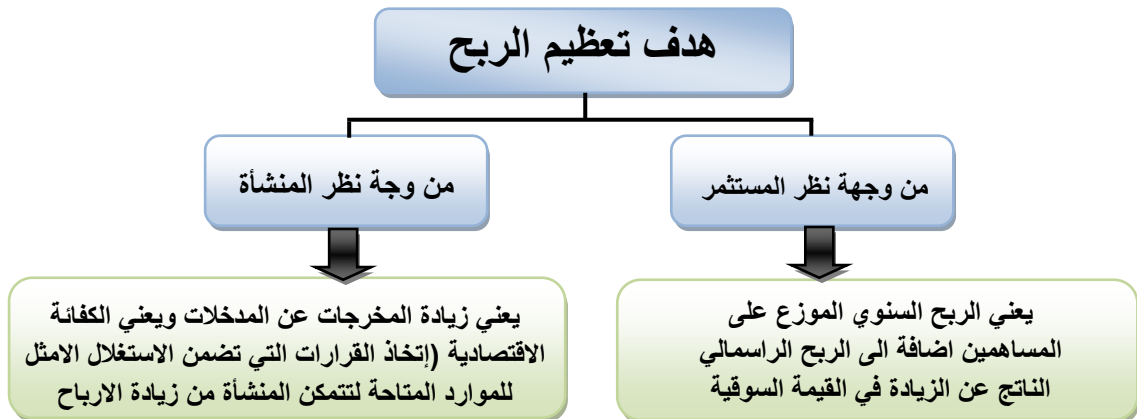 هدف تعظيم الربح
من وجهة نظر المستثمر
من وجة نظر المنشأة
يعني الربح السنوي الموزع على
المساهمين اضافة الى الربح الراسمالي
الناتج عن الزيادة في القيمة السوقية
يعني زيادة المخرجات عن المدخلات ويعني الكفائة
الاقتصادية (إتخاذ القرارات التي تضمن الاستغلال الامثل
للموارد المتاحة لتتمكن المنشأة من زيادة الارباح